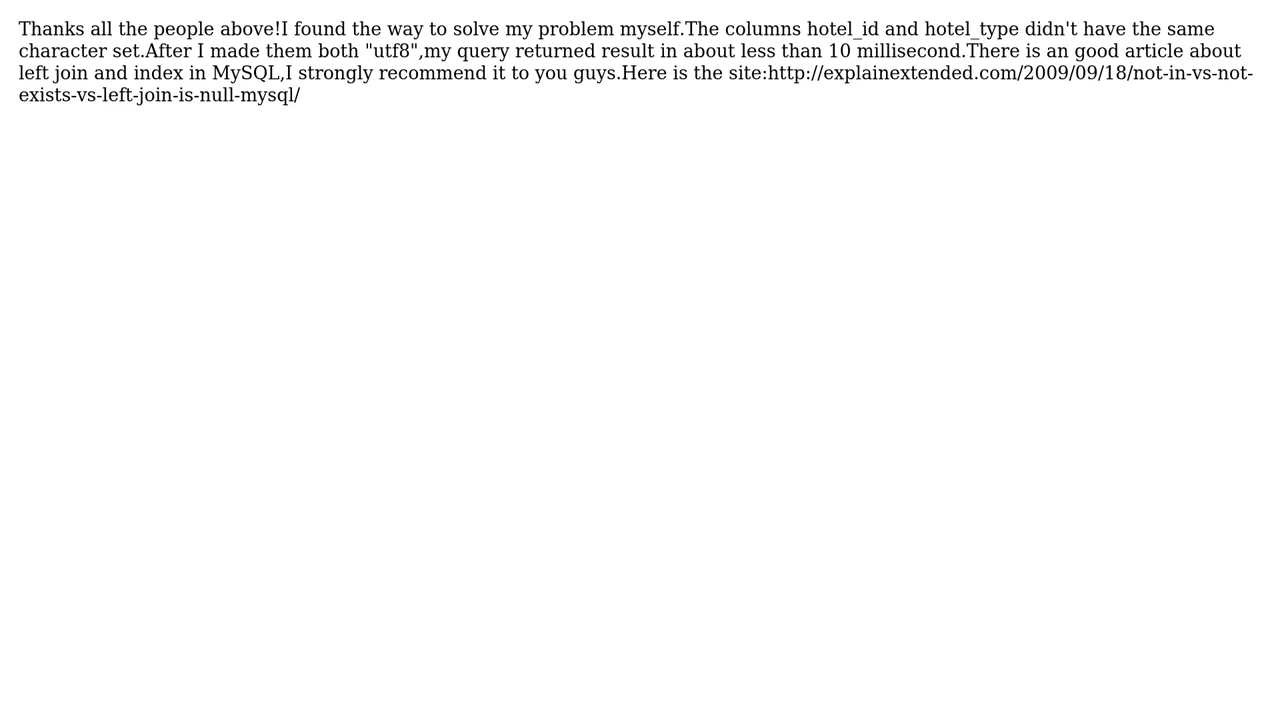 Thanks all the people above!I found the way to solve my problem myself.The columns hotel_id and hotel_type didn't have the same
character set.After I made them both "utf8",my query returned result in about less than 10 millisecond.There is an good article about
left join and index in MySQL,I strongly recommend it to you guys.Here is the site:http://explainextended.com/2009/09/18/not-in-vs-not-
exists-vs-left-join-is-null-mysql/